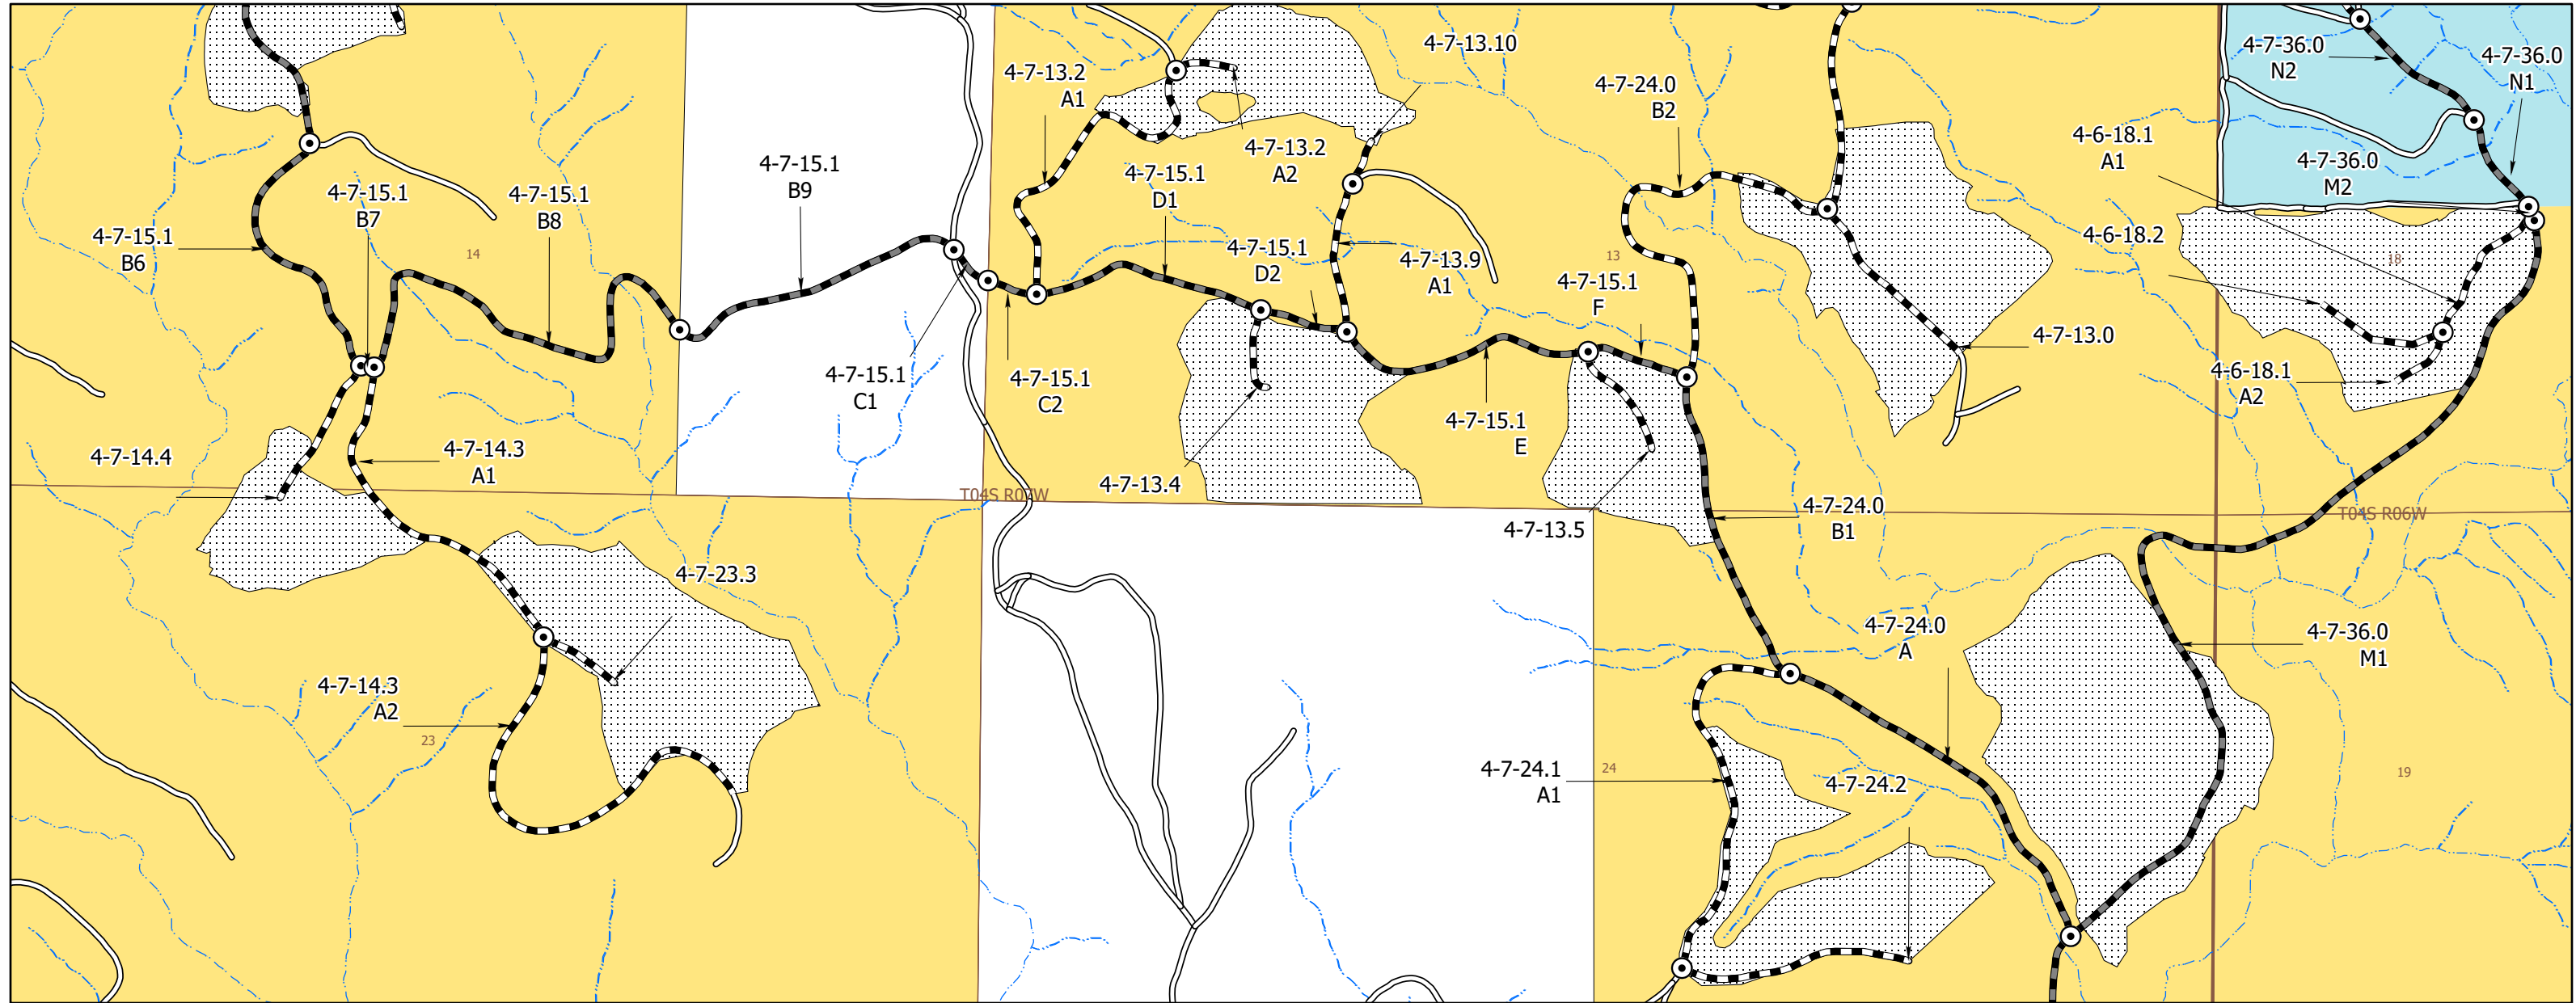 4-7-13.10
4-7-36.0
N2
4-7-36.0
N1
4-7-13.2
A1
4-7-24.0
B2
4-6-18.1
A1
4-7-13.2
A2
4-7-36.0
M2
4-7-15.1
B9
4-7-15.1
D1
4-7-15.1
B7
4-7-15.1
B8
4-7-15.1
B6
14
4-7-15.1
D2
4-7-13.9
A1
13
4-7-15.1
F
4-6-18.2
18
4-7-13.0
4-7-15.1
C1
4-7-15.1
C2
4-6-18.1
A2
4-7-15.1
E
4-7-14.4
4-7-14.3
A1
4-7-13.4
T04S R07W
4-7-13.5
4-7-24.0
B1
T04S R06W
4-7-23.3
4-7-24.0
A
4-7-36.0
M1
4-7-14.3
A2
23
4-7-24.1
A1
24
4-7-24.2
19